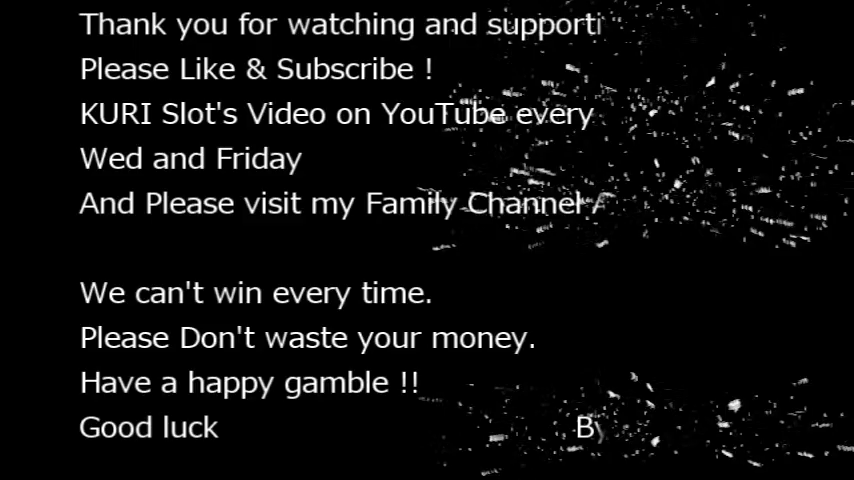 Thank you for watching and supporti
Please Like & Subscribe !
KURI Slot's Video on YouTube every
Wed and Friday
And Please visit my Family Channel
We can't win every time.
Please Don't waste your money.
Have a happy gamble !!
Good luck By